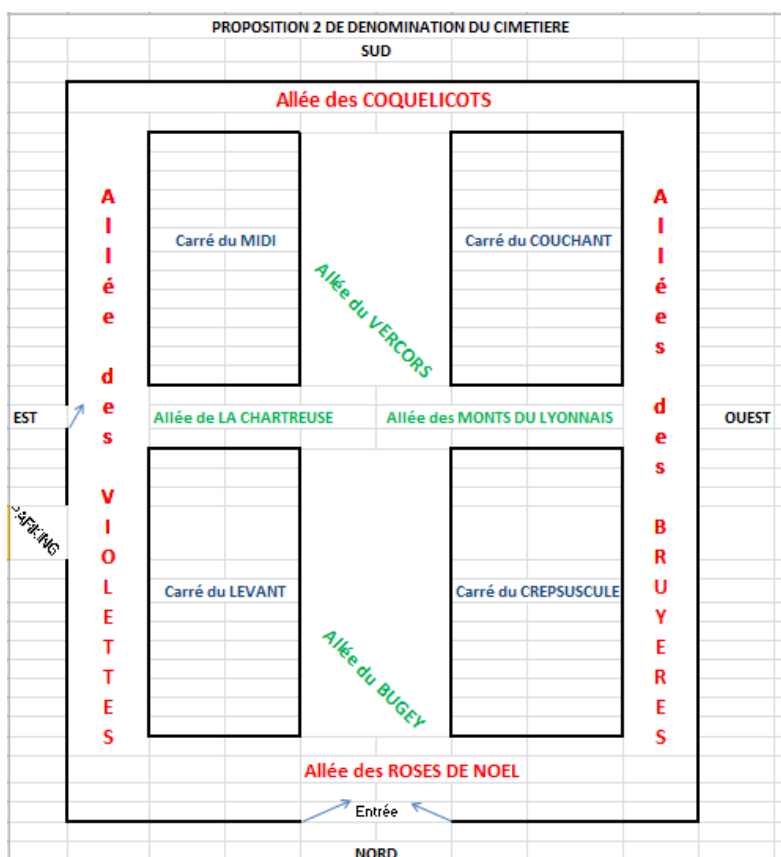 PROPOSITION 2 DE DENOMINATION DU CIMETIERE
SUD
Allée des COQUELICOTS
Allée des VIOLETTES
Carré du MIDI
Allée du VERCORS
Carré du COUCHANT
Allées des BRUYERES
EST
Allée de LA CHARTREUSE
Allée des MONTS DU LYONNAIS
OUEST
PARKING
Carré du LEVANT
Allée du BUGEY
Carré du CREPSUSCULE
Allée des ROSES DE NOEL
Entrée
NORD